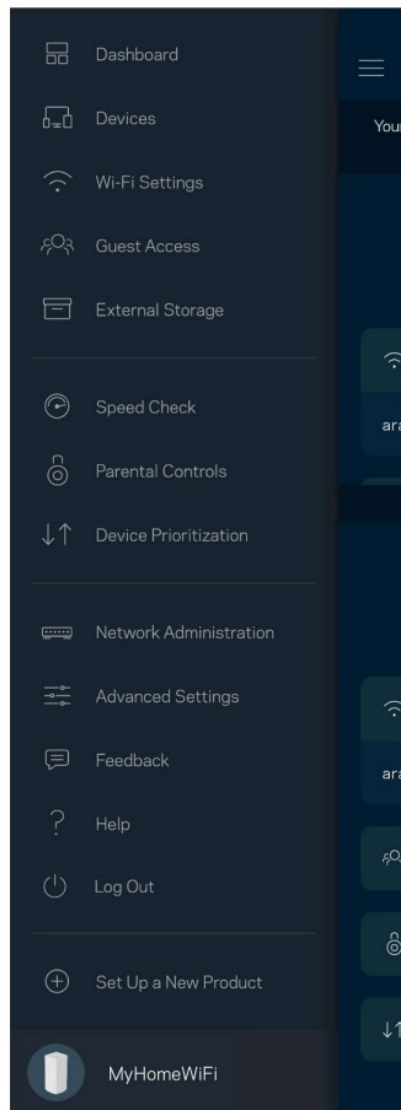 Dashboard
Devices
Wi-Fi Settings
Guest Access
External Storage
Speed Check
Parental Controls
Device Prioritization
Network Administration
Advanced Settings
Feedback
Help
Log Out
Set Up a New Product
MyHomeWiFi